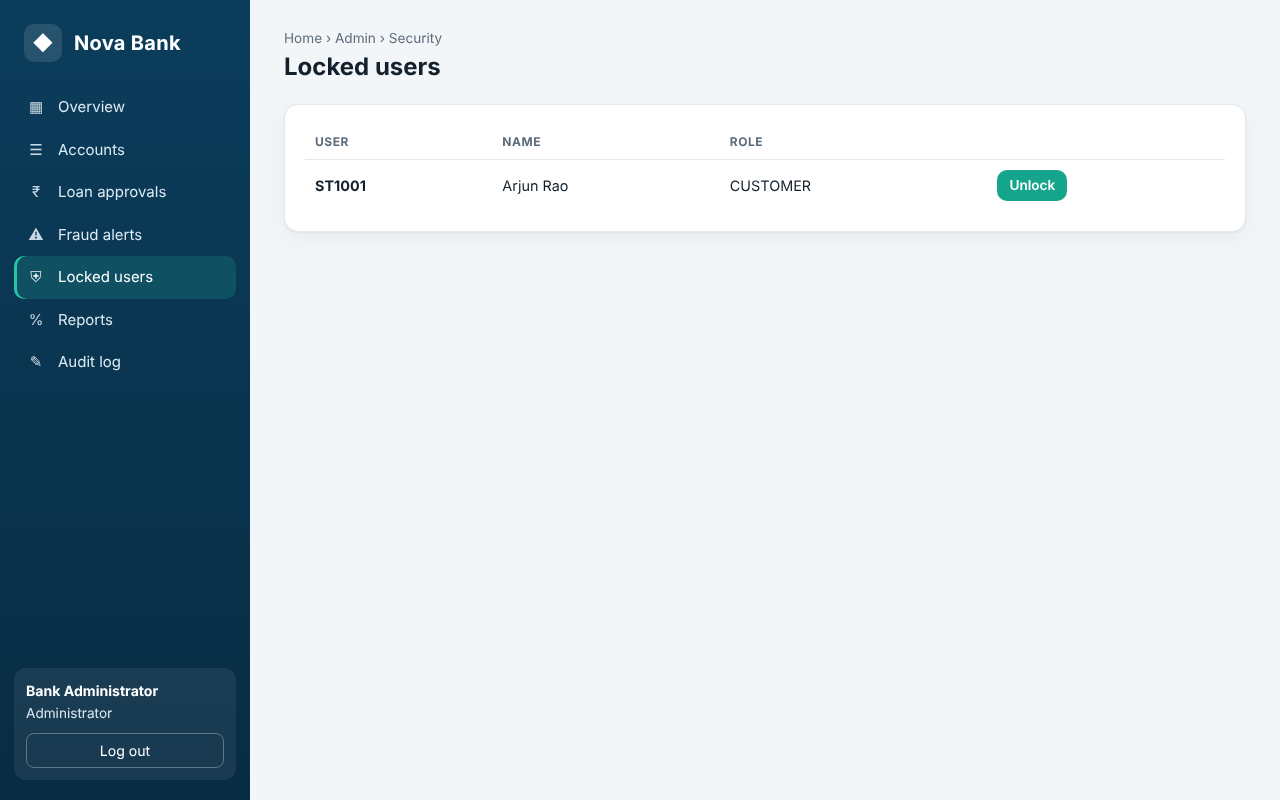 Nova Bank
▦ Overview
☰ Accounts
₹ Loan approvals
⚠ Fraud alerts
⛨ Locked users
% Reports
✎ Audit log
Bank Administrator
Administrator
Log out
Home › Admin › Security
Locked users
USER NAME ROLE
ST1001 Arjun Rao CUSTOMER Unlock